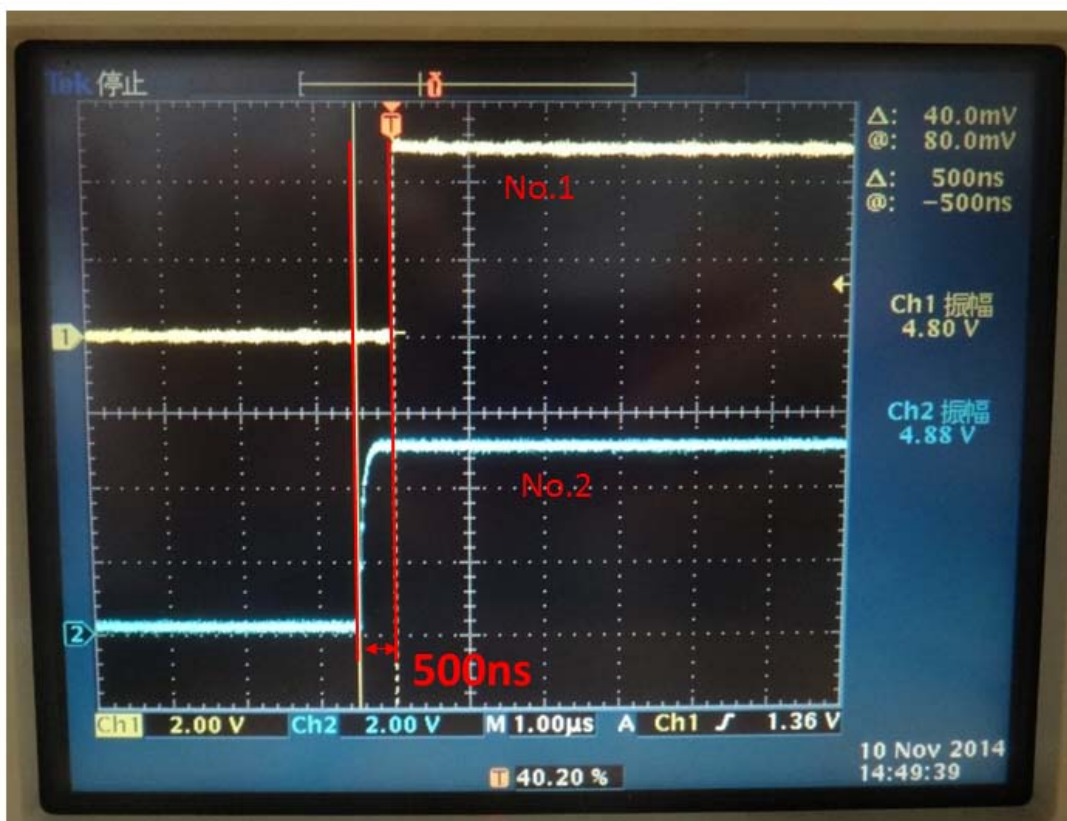 Tek 停止
T
Δ: 40.0mV
@: 80.0mV
Δ: 500ns
@: −500ns
No.1
1
Ch1 振幅
4.80 V
Ch2 振幅
4.88 V
No.2
2
500ns
Ch1 2.00 V Ch2 2.00 V M 1.00μs A Ch1 1.36 V
10 Nov 2014
14:49:39
T 40.20 %